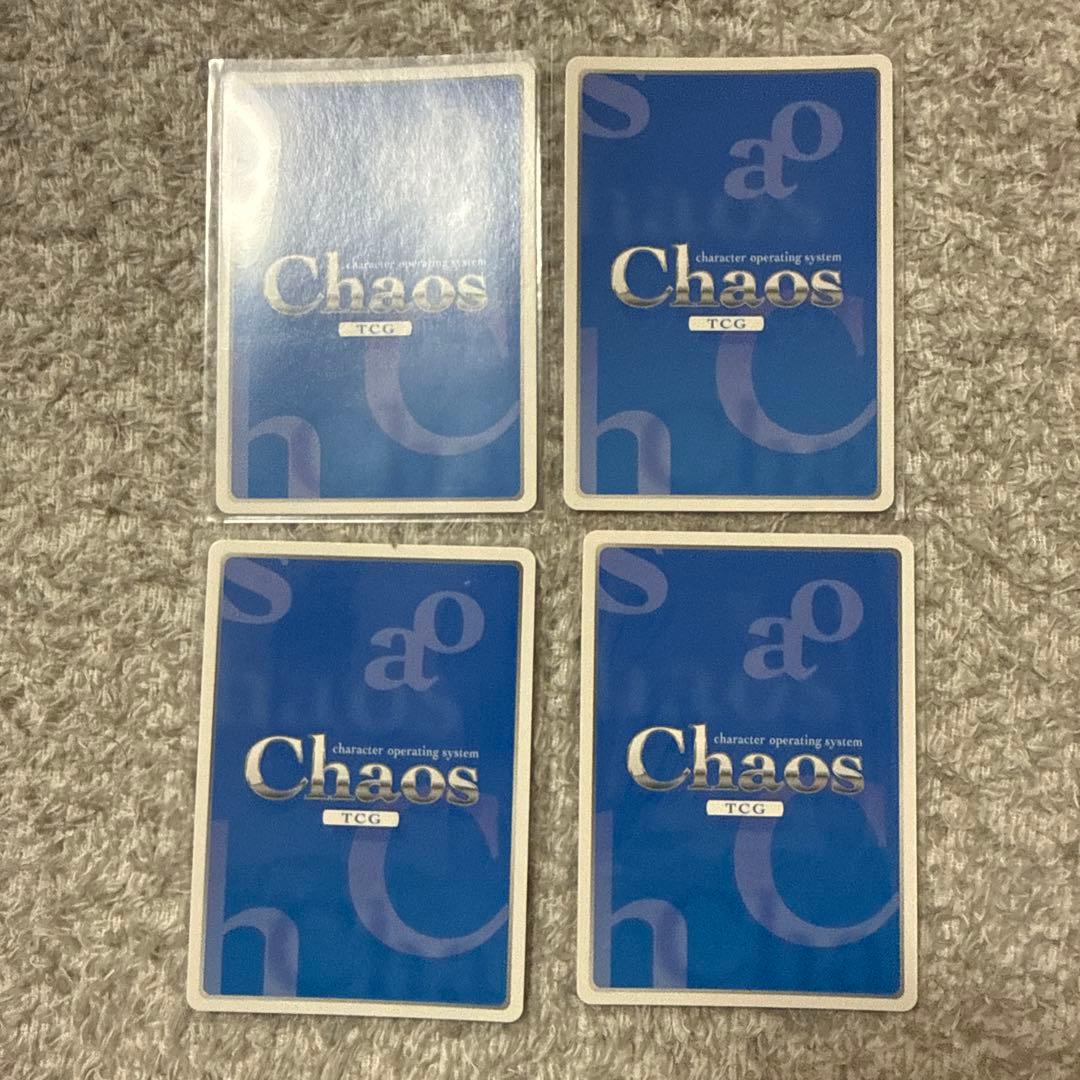 character operating system
Chaos
TCG
s
a o
character operating system
Chaos
TCG
h C
s
a o
character operating system
Chaos
TCG
h C
s
a o
character operating system
Chaos
TCG
h C